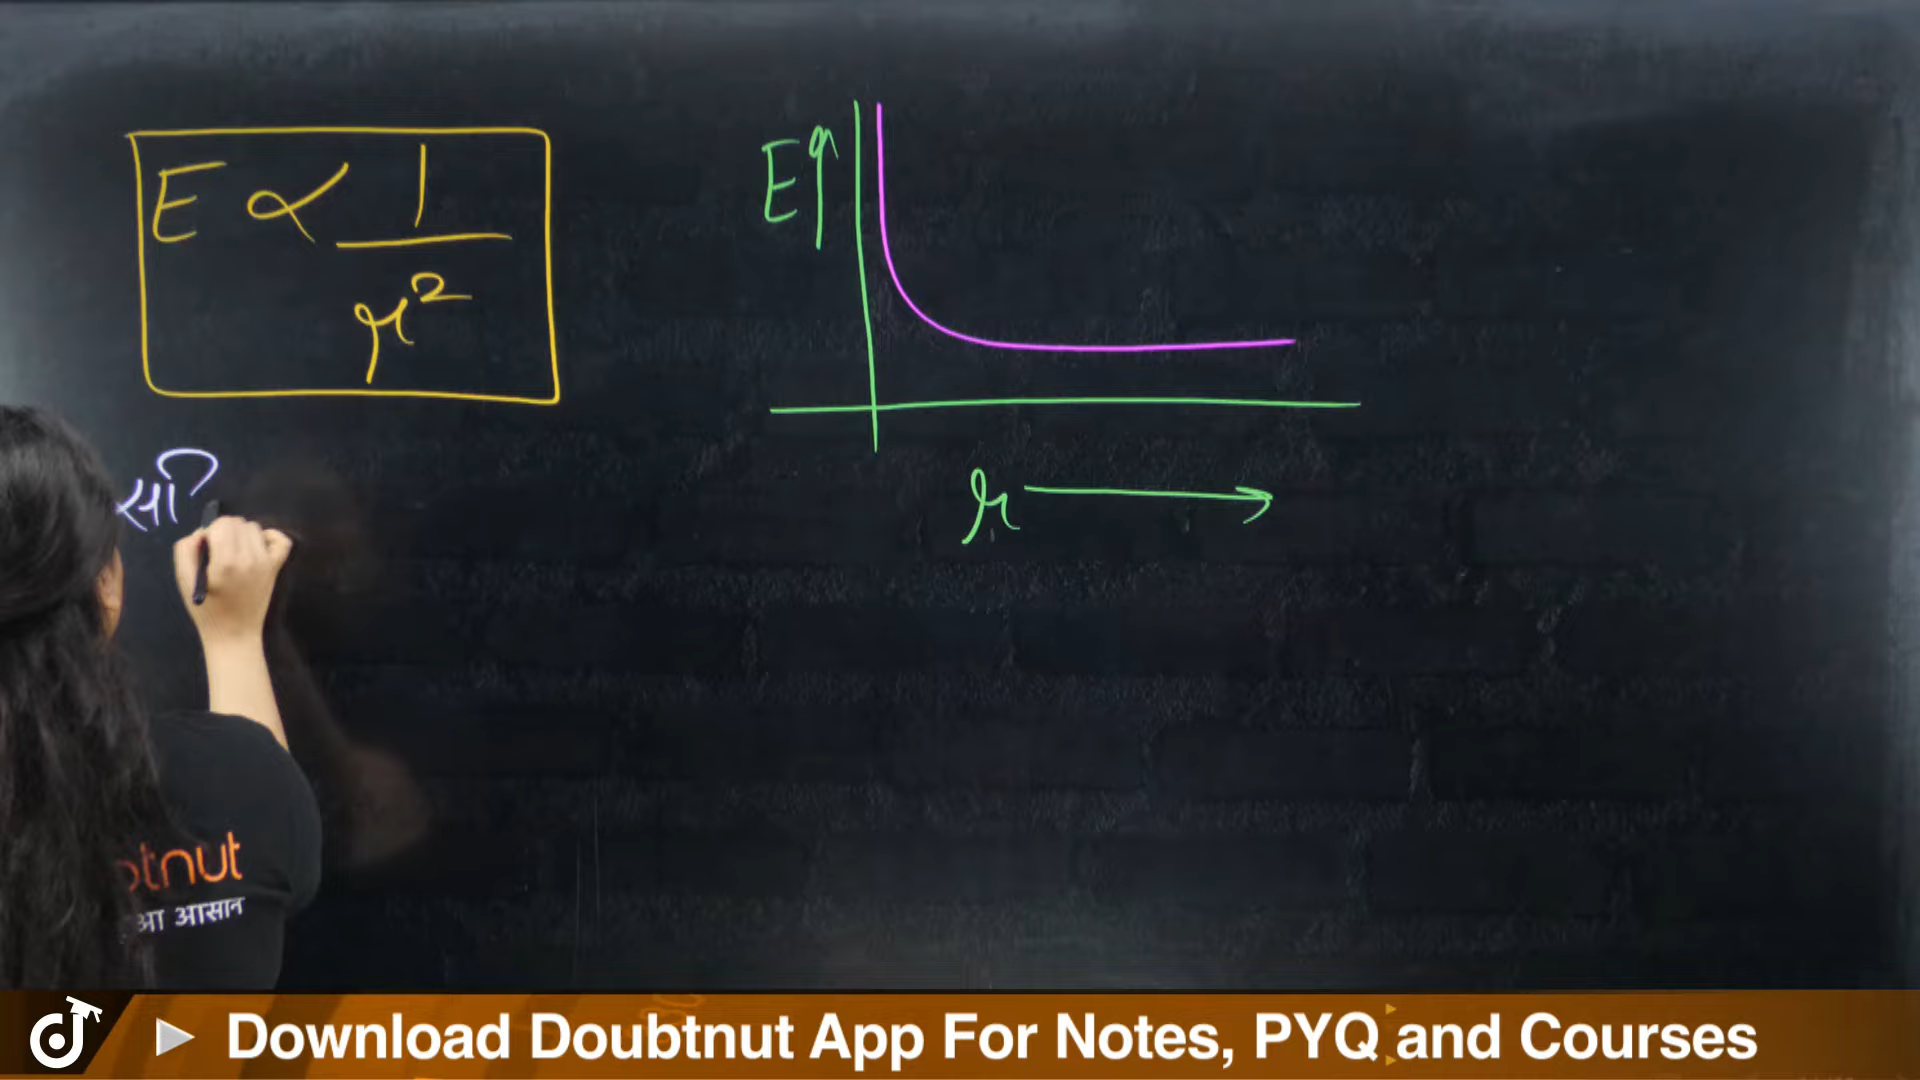 E ∝ 1/r²
E↑
r →
सि
otnut
आ आसान
Download Doubtnut App For Notes, PYQ and Courses